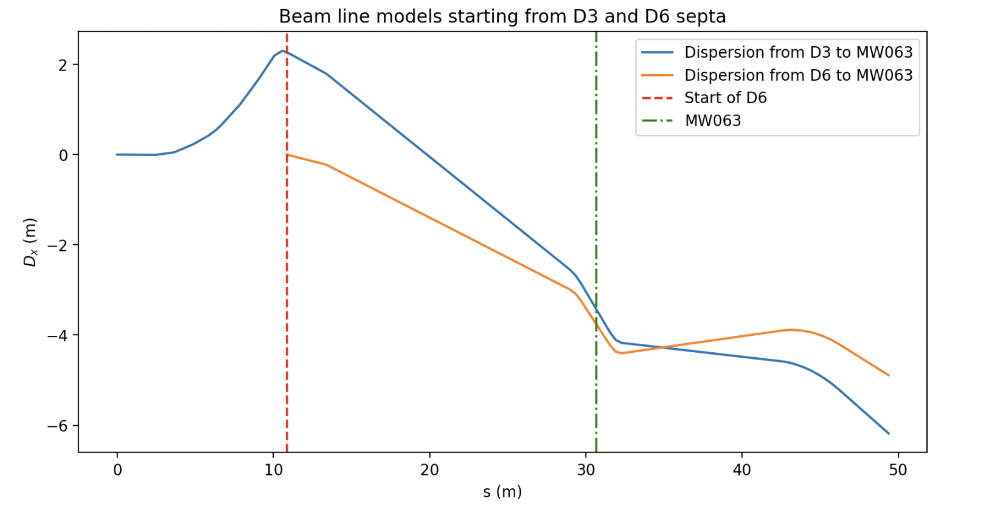 Beam line models starting from D3 and D6 septa
Dispersion from D3 to MW063
Dispersion from D6 to MW063
Start of D6
MW063
2
0
−2
−4
−6
Dₓ (m)
0 10 20 30 40 50
s (m)